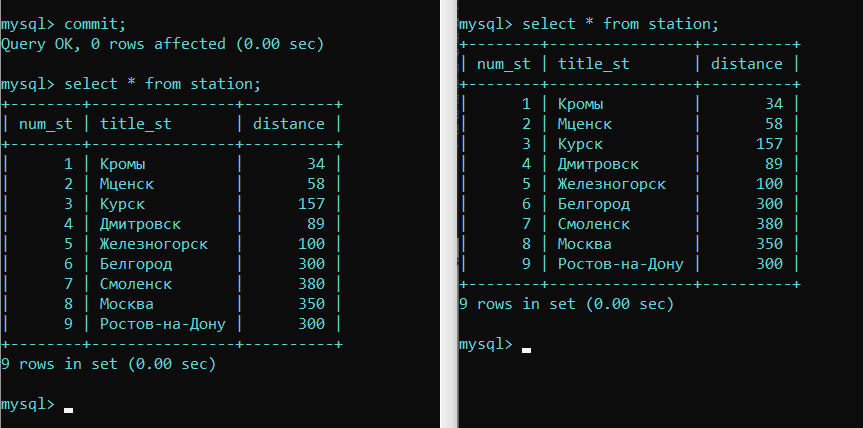 mysql> commit;
Query OK, 0 rows affected (0.00 sec)
mysql> select * from station;
+--------+----------------+----------+
| num_st | title_st       | distance |
+--------+----------------+----------+
|      1 | Кромы          |       34 |
|      2 | Мценск         |       58 |
|      3 | Курск          |      157 |
|      4 | Дмитровск      |       89 |
|      5 | Железногорск   |      100 |
|      6 | Белгород       |      300 |
|      7 | Смоленск       |      380 |
|      8 | Москва         |      350 |
|      9 | Ростов-на-Дону |      300 |
+--------+----------------+----------+
9 rows in set (0.00 sec)
mysql>
mysql> select * from station;
+--------+----------------+----------+
| num_st | title_st       | distance |
+--------+----------------+----------+
|      1 | Кромы          |       34 |
|      2 | Мценск         |       58 |
|      3 | Курск          |      157 |
|      4 | Дмитровск      |       89 |
|      5 | Железногорск   |      100 |
|      6 | Белгород       |      300 |
|      7 | Смоленск       |      380 |
|      8 | Москва         |      350 |
|      9 | Ростов-на-Дону |      300 |
+--------+----------------+----------+
9 rows in set (0.00 sec)
mysql>